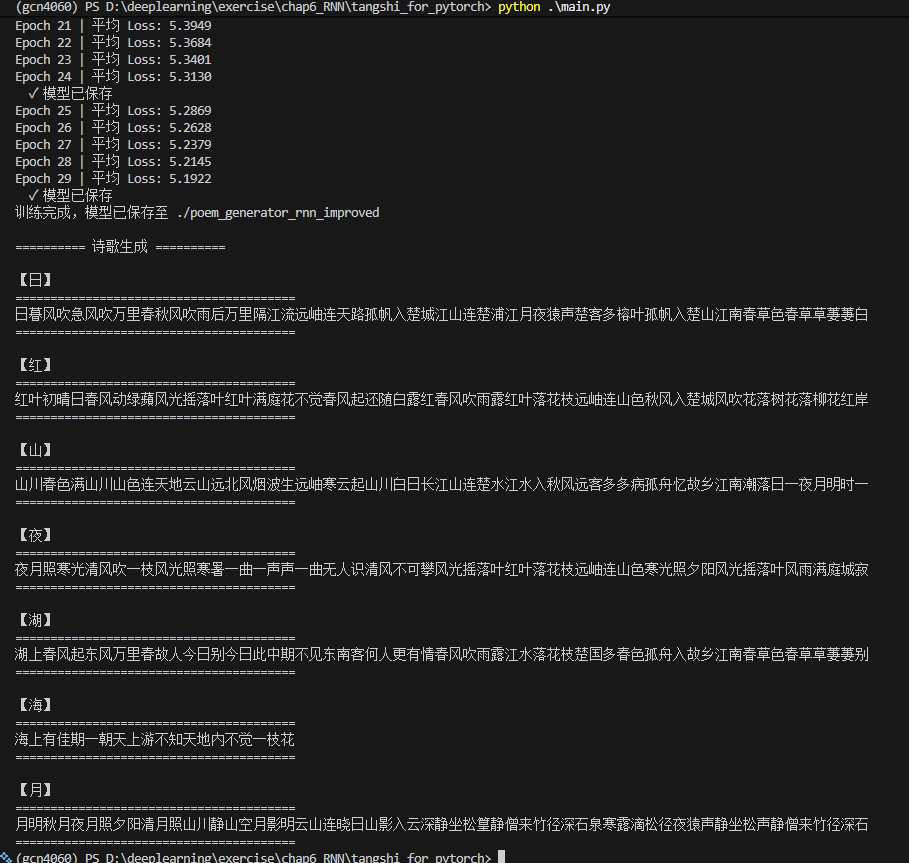 (gcn4060) PS D:\deeplearning\exercise\chap6_RNN\tangshi_for_pytorch> python .\main.py
Epoch 21 | 平均 Loss: 5.3949
Epoch 22 | 平均 Loss: 5.3684
Epoch 23 | 平均 Loss: 5.3401
Epoch 24 | 平均 Loss: 5.3130
✓ 模型已保存
Epoch 25 | 平均 Loss: 5.2869
Epoch 26 | 平均 Loss: 5.2628
Epoch 27 | 平均 Loss: 5.2379
Epoch 28 | 平均 Loss: 5.2145
Epoch 29 | 平均 Loss: 5.1922
✓ 模型已保存
训练完成，模型已保存至 ./poem_generator_rnn_improved
========== 诗歌生成 ==========
【日】
========================================
日暮风吹急风吹万里春秋风吹雨后万里隔江流远岫连天路孤帆入楚城江山连楚浦江月夜猿声楚客多榕叶孤帆入楚山江南春草色春草草萋萋白
========================================
【红】
========================================
红叶初晴日春风动绿蘋风光摇落叶红叶满庭花不觉春风起还随白露红春风吹雨露红叶落花枝远岫连山色秋风入楚城风吹花落树花落柳花红岸
========================================
【山】
========================================
山川春色满山川山色连天地云山远北风烟波生远岫寒云起山川白日长江山连楚水江水入秋风远客多多病孤舟忆故乡江南潮落日一夜月明时一
========================================
【夜】
========================================
夜月照寒光清风吹一枝风光照寒署一曲一声声一曲无人识清风不可攀风光摇落叶红叶落花枝远岫连山色寒光照夕阳风光摇落叶风雨满庭城寂
========================================
【湖】
========================================
湖上春风起东风万里春故人今日别今日此中期不见东南客何人更有情春风吹雨露江水落花枝楚国多春色孤舟入故乡江南春草色春草草萋萋别
========================================
【海】
========================================
海上有佳期一朝天上游不知天地内不觉一枝花
========================================
【月】
========================================
月明秋月夜月照夕阳清月照山川静山空月影明云山连晓日山影入云深静坐松篁静僧来竹径深石泉寒露滴松径夜猿声静坐松声静僧来竹径深石
========================================
(gcn4060) PS D:\deeplearning\exercise\chap6_RNN\tangshi_for_pytorch>